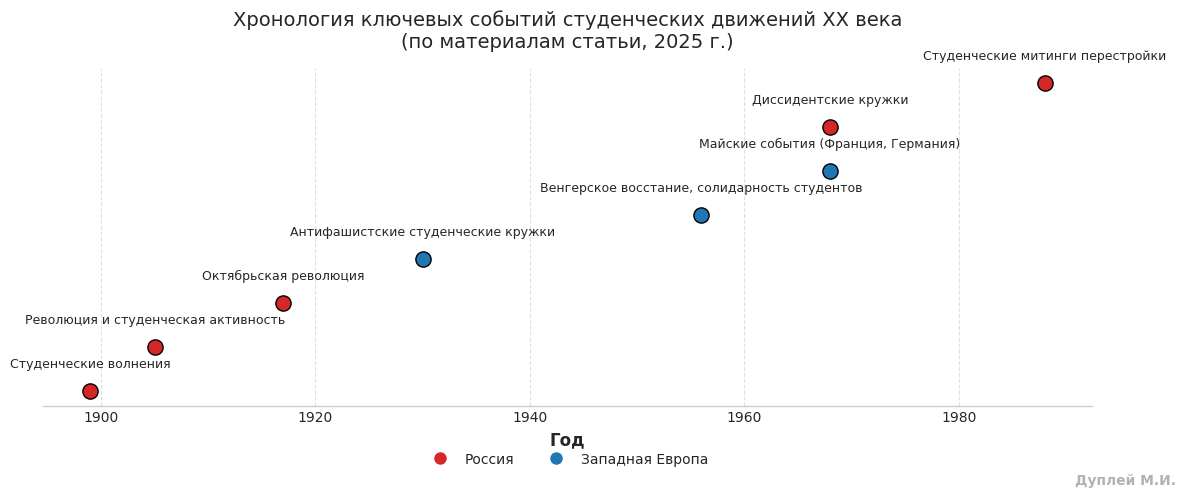 Хронология ключевых событий студенческих движений XX века
(по материалам статьи, 2025 г.)
Студенческие митинги перестройки
Диссидентские кружки
Майские события (Франция, Германия)
Венгерское восстание, солидарность студентов
Антифашистские студенческие кружки
Октябрьская революция
Революция и студенческая активность
Студенческие волнения
1900 1920 1940 1960 1980
Год
Россия Западная Европа
Дуплей М.И.